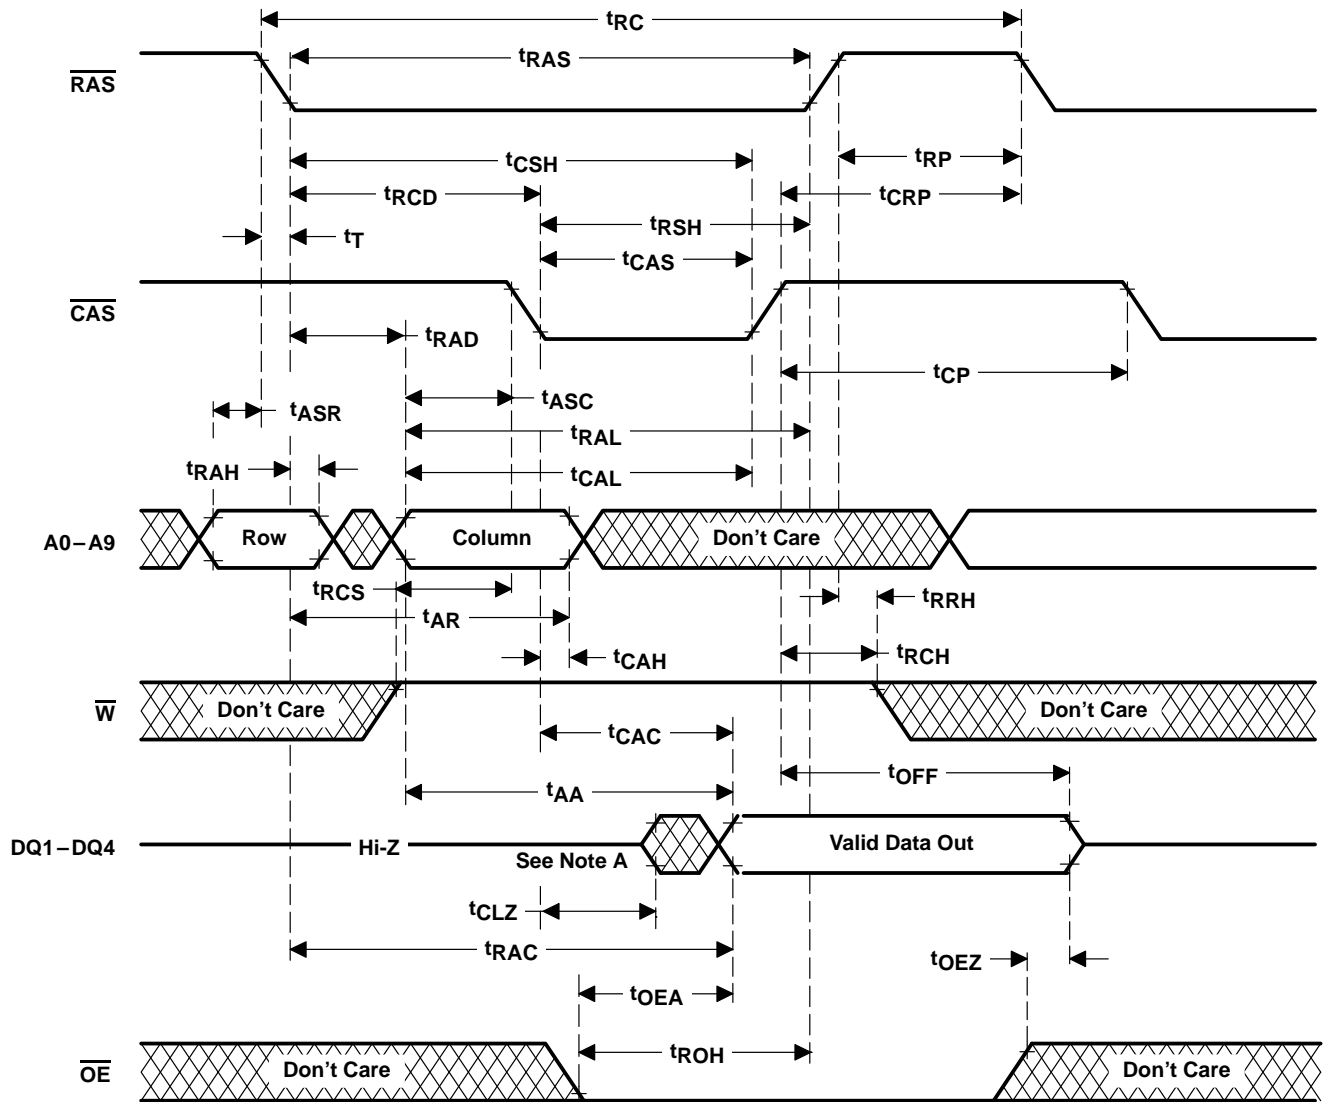 tRC
tRAS
RAS
tCSH
tRP
tRCD
tCRP
tRSH
tT
tCAS
CAS
tRAD
tCP
tASC
tASR
tRAL
tRAH
tCAL
A0–A9
Row
Column
Don't Care
tRCS
tRRH
tAR
tCAH
tRCH
W
Don't Care
Don't Care
tCAC
tOFF
tAA
DQ1–DQ4
Hi-Z
See Note A
Valid Data Out
tCLZ
tRAC
tOEZ
tOEA
tROH
OE
Don't Care
Don't Care